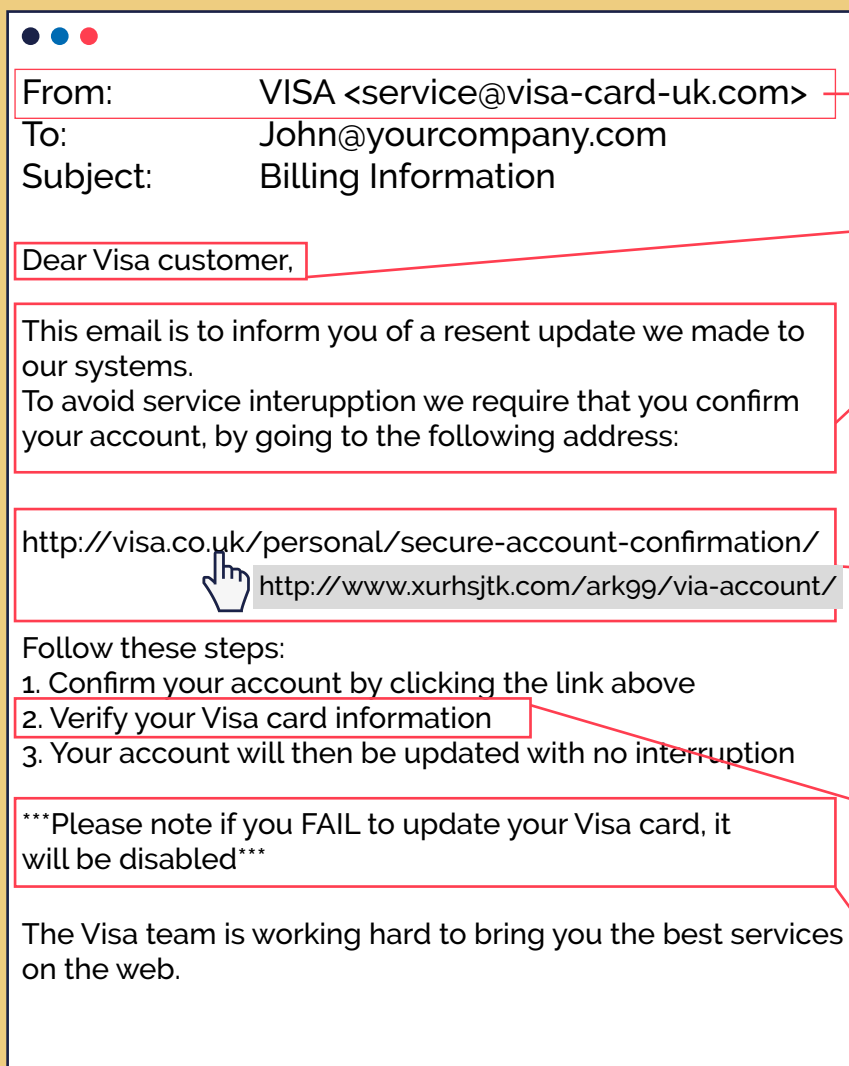 From: VISA <service@visa-card-uk.com>
To: John@yourcompany.com
Subject: Billing Information
Dear Visa customer,
This email is to inform you of a resent update we made to
our systems.
To avoid service interupption we require that you confirm
your account, by going to the following address:
http://visa.co.uk/personal/secure-account-confirmation/
http://www.xurhsjtk.com/ark99/via-account/
Follow these steps:
1. Confirm your account by clicking the link above
2. Verify your Visa card information
3. Your account will then be updated with no interruption
***Please note if you FAIL to update your Visa card, it
will be disabled***
The Visa team is working hard to bring you the best services
on the web.